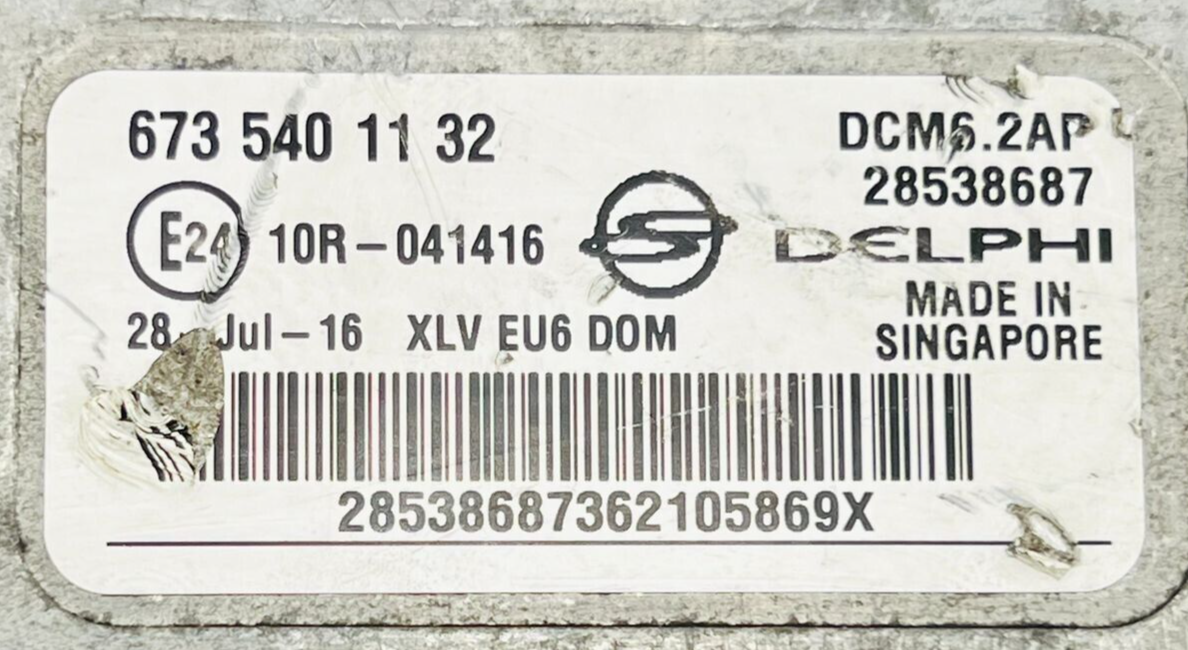 673 540 11 32
DCM6.2AP
28538687
E24 10R-041416
DELPHI
MADE IN
SINGAPORE
28-Jul-16 XLV EU6 DOM
28538687362105869X